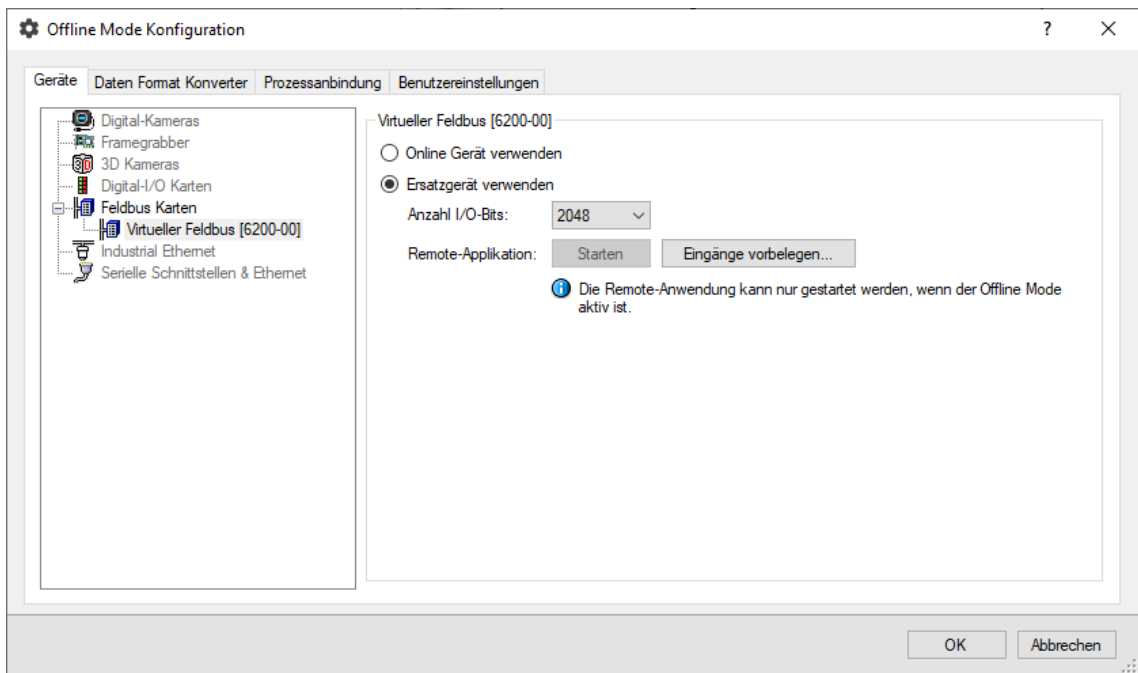 Offline Mode Konfiguration
?
Geräte
Daten Format Konverter
Prozessanbindung
Benutzereinstellungen
Digital-Kameras
Framegrabber
3D Kameras
Digital-I/O Karten
Feldbus Karten
Virtueller Feldbus [6200-00]
Industrial Ethernet
Serielle Schnittstellen & Ethernet
Virtueller Feldbus [6200-00]
Online Gerät verwenden
Ersatzgerät verwenden
Anzahl I/O-Bits: 2048
Remote-Applikation: Starten Eingänge vorbelegen...
Die Remote-Anwendung kann nur gestartet werden, wenn der Offline Mode
aktiv ist.
OK Abbrechen